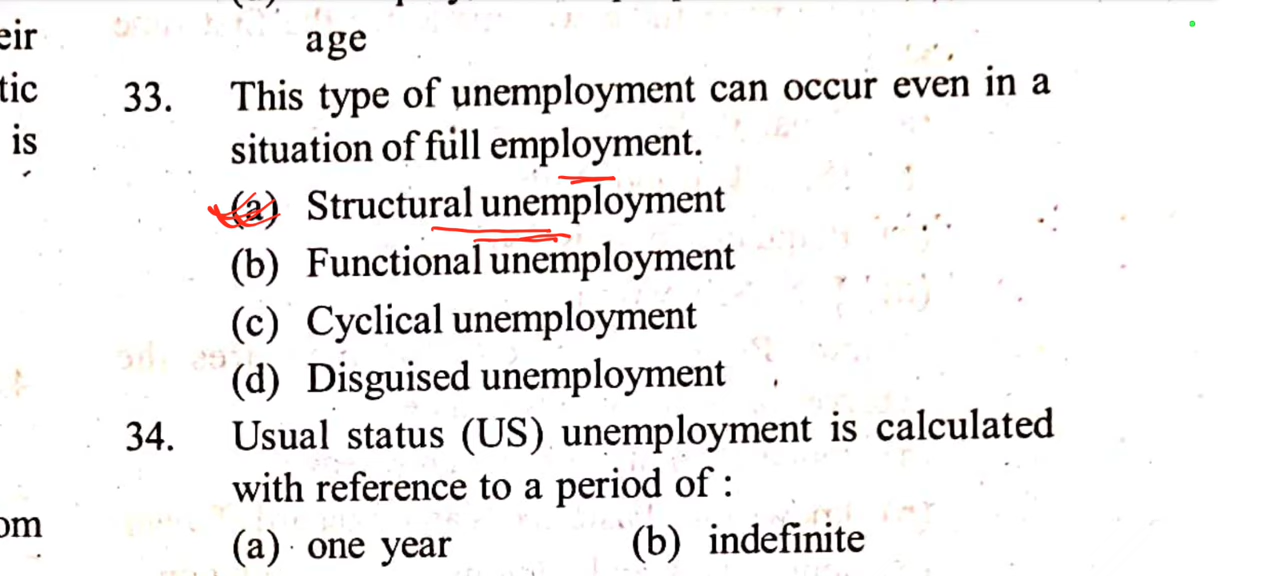 eir
tic
is
om
age
33. This type of unemployment can occur even in a
situation of full employment.
(a) Structural unemployment
(b) Functional unemployment
(c) Cyclical unemployment
(d) Disguised unemployment
34. Usual status (US) unemployment is calculated
with reference to a period of :
(a) one year (b) indefinite